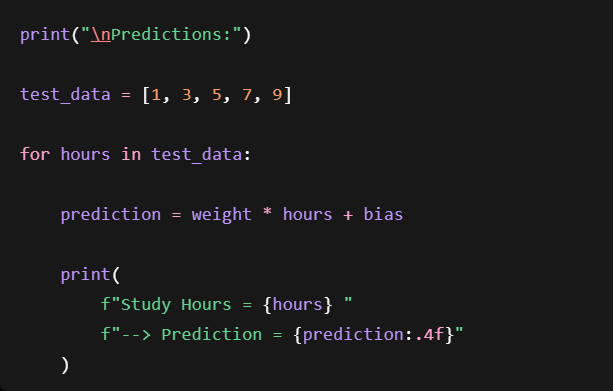 print("\nPredictions:")
test_data = [1, 3, 5, 7, 9]
for hours in test_data:
    prediction = weight * hours + bias
    print(
        f"Study Hours = {hours} "
        f"--> Prediction = {prediction:.4f}"
    )